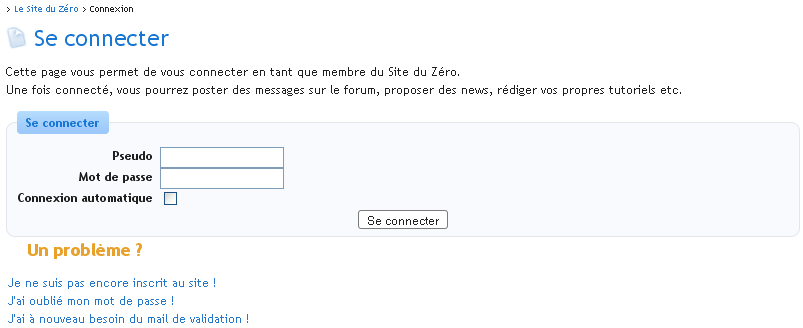 > Le Site du Zéro > Connexion
Se connecter
Cette page vous permet de vous connecter en tant que membre du Site du Zéro.
Une fois connecté, vous pourrez poster des messages sur le forum, proposer des news, rédiger vos propres tutoriels etc.
Se connecter
Pseudo
Mot de passe
Connexion automatique
Se connecter
Un problème ?
Je ne suis pas encore inscrit au site !
J'ai oublié mon mot de passe !
J'ai à nouveau besoin du mail de validation !